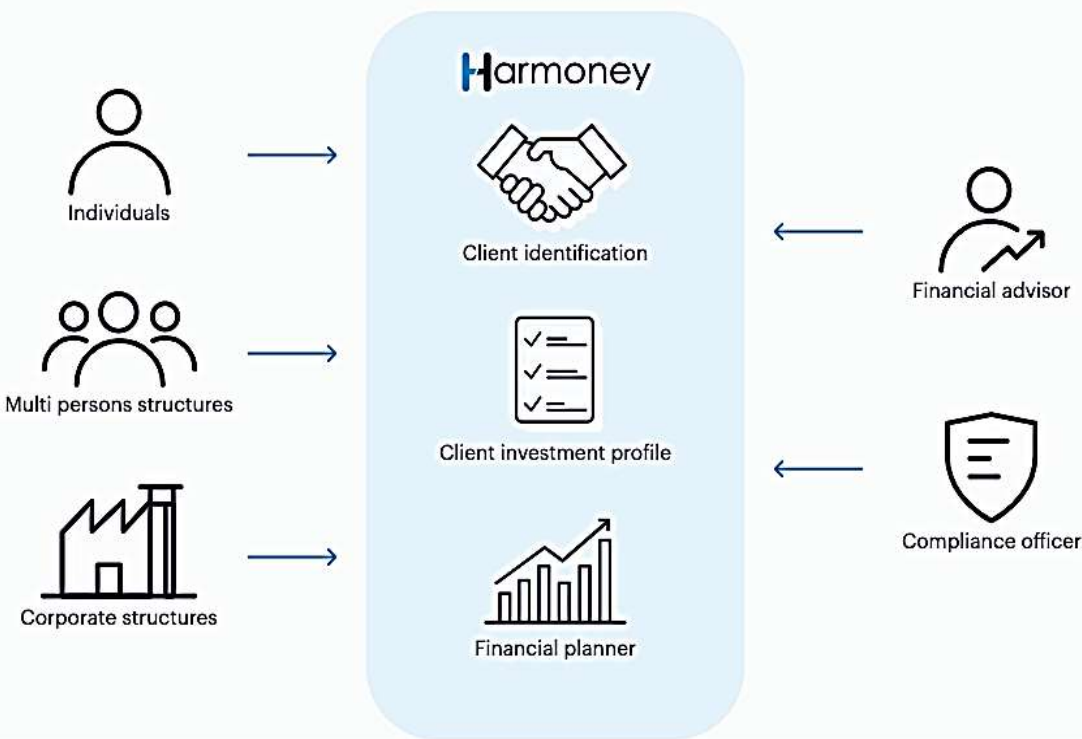 Harmoney
Individuals
Client identification
Financial advisor
Multi persons structures
Client investment profile
Compliance officer
Corporate structures
Financial planner